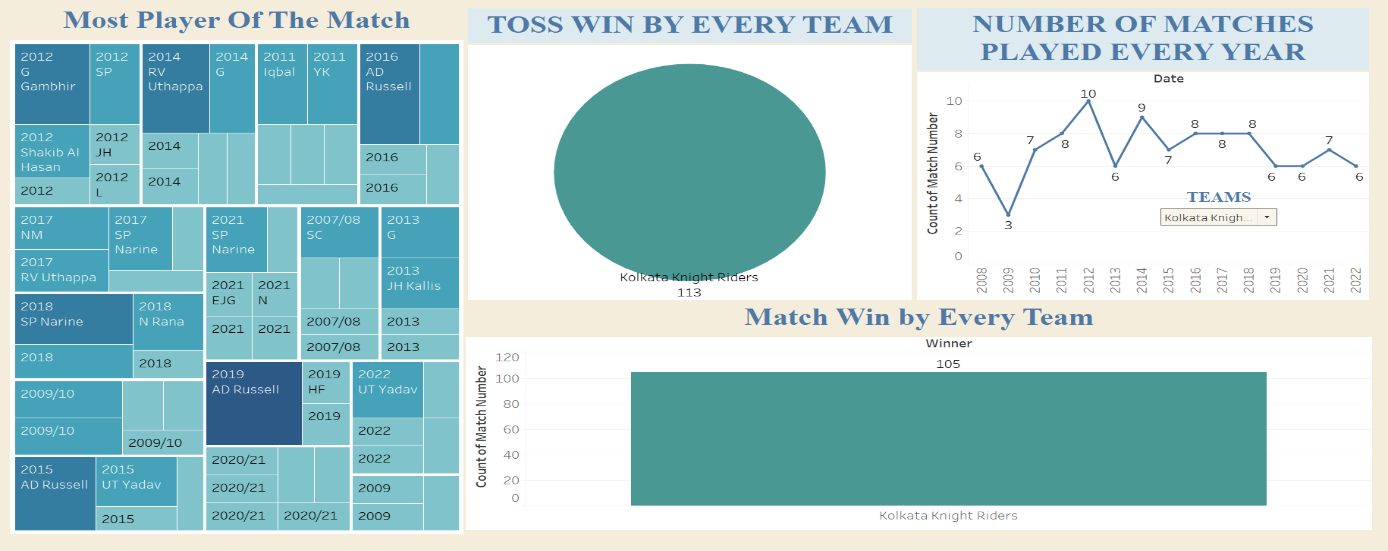 Most Player Of The Match
2012
G
Gambhir
2012
SP
2012
Shakib Al
Hasan
2012
JH
2012
L
2012
2014
RV
Uthappa
2014
G
2014
2014
2011
Iqbal
2011
YK
2016
AD
Russell
2016
2016
2017
NM
2017
SP
Narine
2017
RV Uthappa
2021
SP
Narine
2021
EJG
2021
N
2021
2021
2007/08
SC
2007/08
2007/08
2013
G
2013
JH Kallis
2013
2013
2018
SP Narine
2018
N Rana
2018
2018
2019
AD Russell
2019
HF
2019
2022
UT Yadav
2022
2022
2009/10
2009/10
2009/10
2015
AD Russell
2015
UT Yadav
2015
2020/21
2020/21
2020/21
2020/21
2009
2009
TOSS WIN BY EVERY TEAM
Kolkata Knight Riders
113
NUMBER OF MATCHES
PLAYED EVERY YEAR
Date
Count of Match Number
10
8
6
4
2
0
6
3
7
8
10
6
9
7
8
8
8
6
6
7
6
TEAMS
Kolkata Knigh...
2008
2009
2010
2011
2012
2013
2014
2015
2016
2017
2018
2019
2020
2021
2022
Match Win by Every Team
Winner
105
Count of Match Number
120
100
80
60
40
20
0
Kolkata Knight Riders